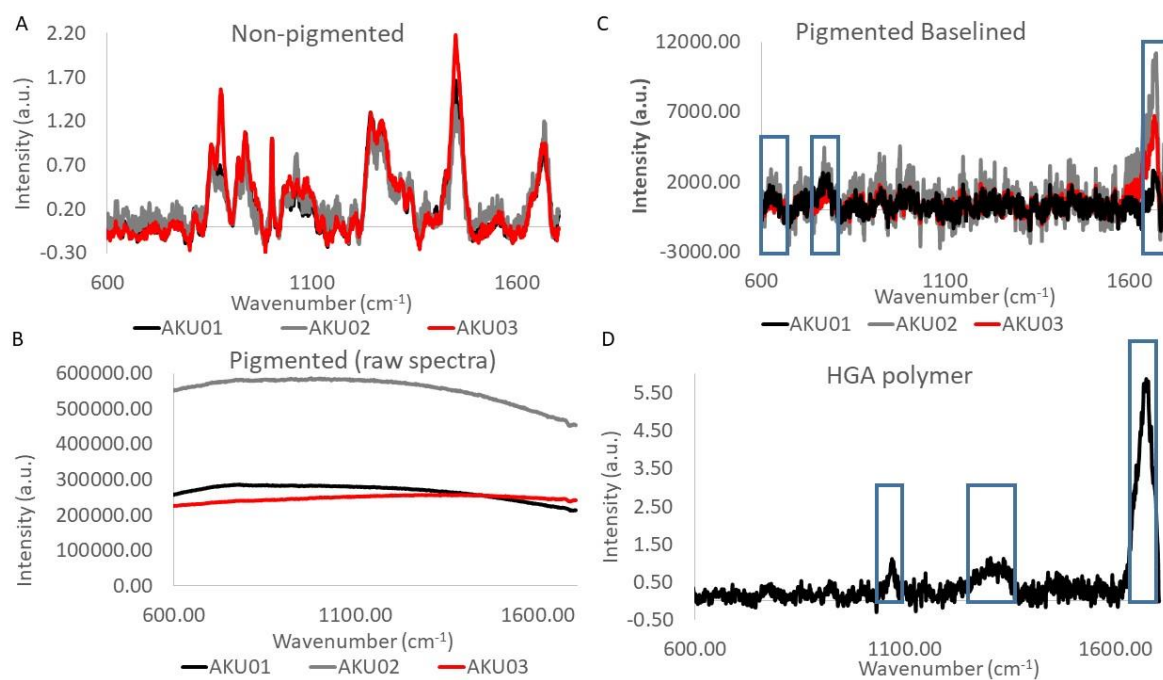 A
Non-pigmented
Intensity (a.u.)
2.20
1.70
1.20
0.70
0.20
-0.30
600
1100
1600
Wavenumber (cm⁻¹)
AKU01
AKU02
AKU03
B
Pigmented (raw spectra)
Intensity (a.u.)
600000.00
500000.00
400000.00
300000.00
200000.00
100000.00
0.00
600.00
1100.00
1600.00
Wavenumber (cm⁻¹)
AKU01
AKU02
AKU03
C
Pigmented Baselined
Intensity (a.u.)
12000.00
7000.00
2000.00
-3000.00
600
1100
1600
Wavenumber (cm⁻¹)
AKU01
AKU02
AKU03
D
HGA polymer
Intensity (a.u.)
5.50
4.50
3.50
2.50
1.50
0.50
-0.50
600.00
1100.00
1600.00
Wavenumber (cm⁻¹)